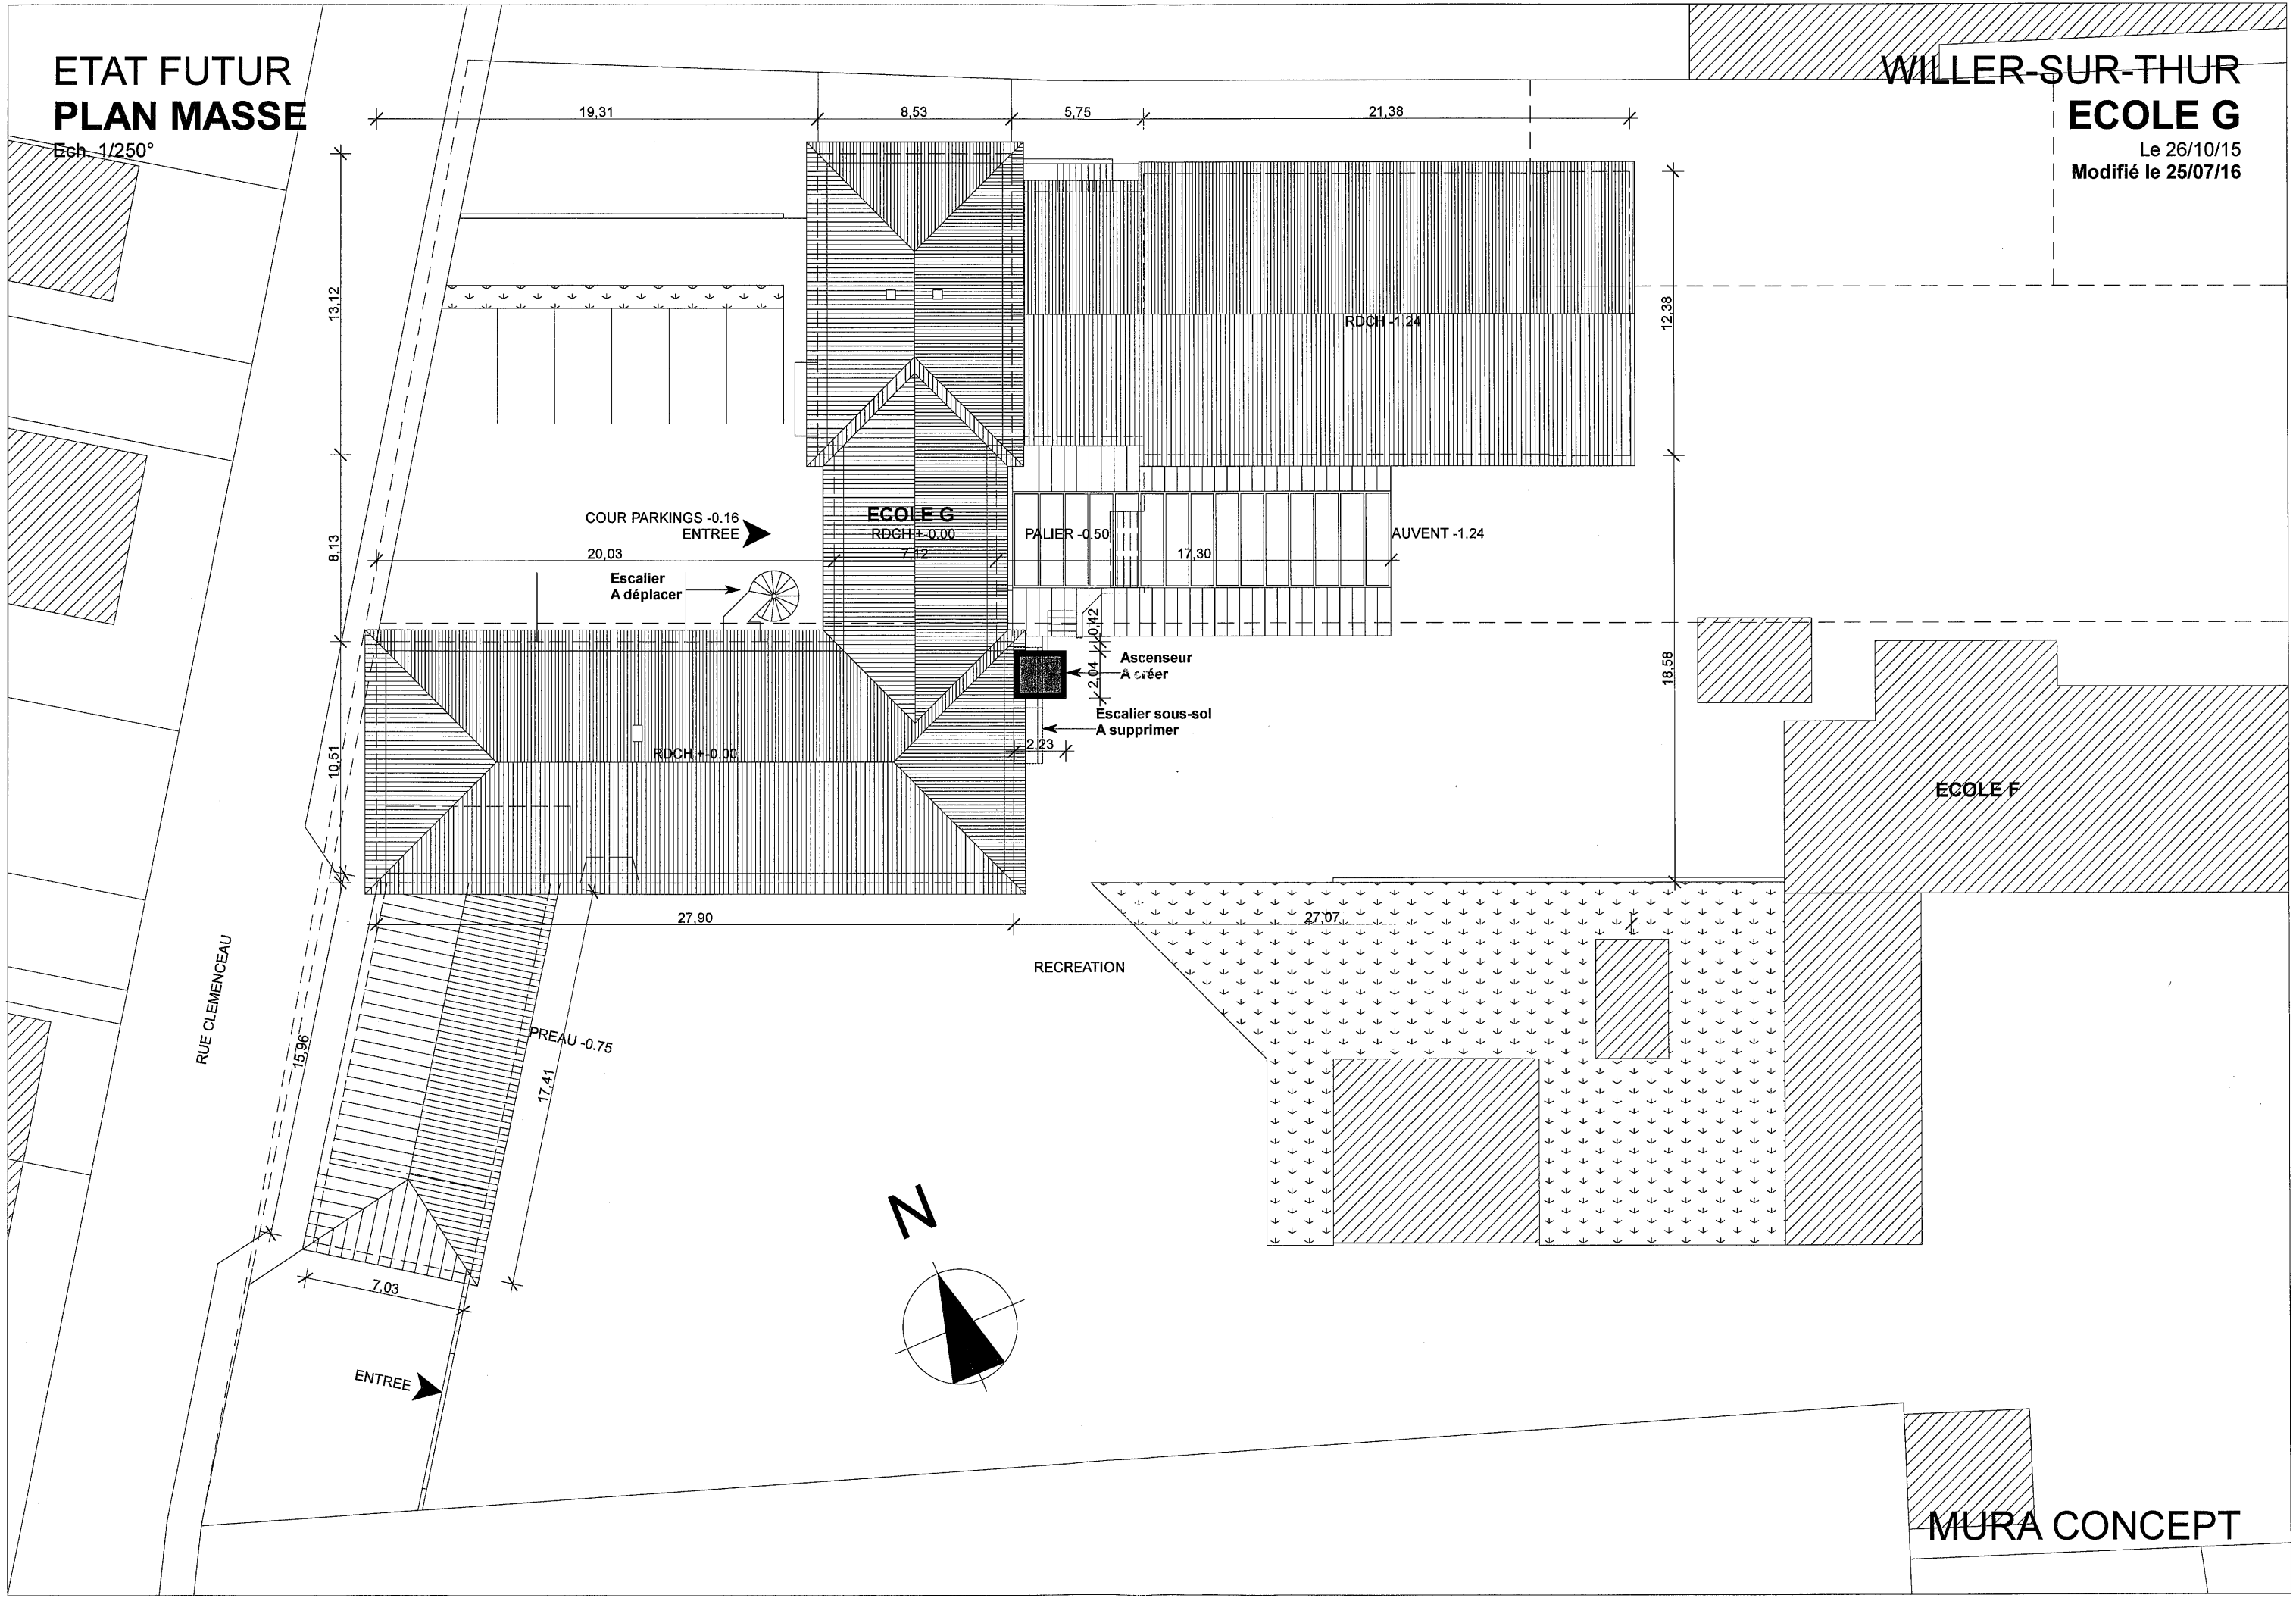 ETAT FUTUR
PLAN MASSE
Ech. 1/250°
WILLER-SUR-THUR
ECOLE G
Le 26/10/15
Modifié le 25/07/16
19,31
8,53
5,75
21,38
13,12
12,38
RDCH -1.24
COUR PARKINGS -0.16
ENTREE
ECOLE G
RDCH +-0.00
PALIER -0.50
AUVENT -1.24
8,13
20,03
7,12
17,30
Escalier
A déplacer
0,42
Ascenseur
A créer
2,04
18,58
Escalier sous-sol
A supprimer
2,23
10,51
RDCH +-0.00
ECOLE F
27,90
27,07
RECREATION
RUE CLEMENCEAU
15,96
PREAU -0.75
17,41
N
7,03
ENTREE
MURA CONCEPT